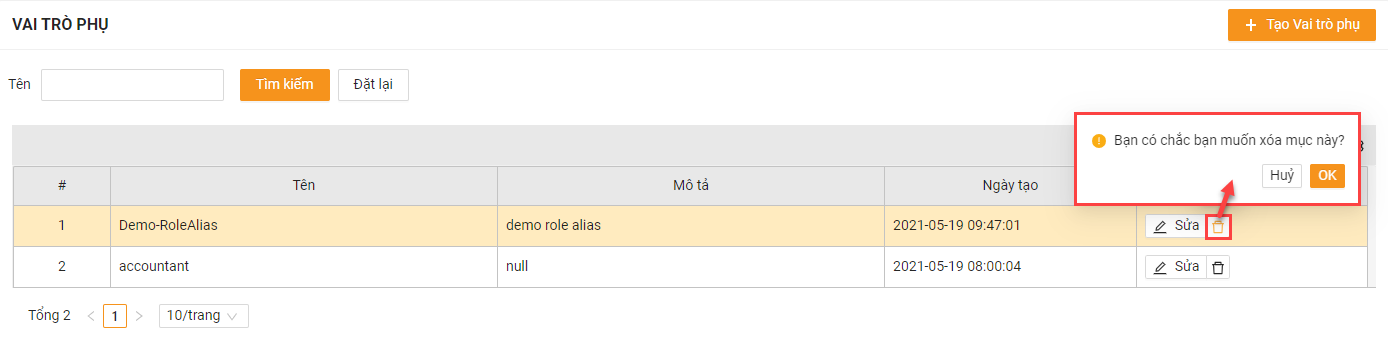 VAI TRÒ PHỤ
+ Tạo Vai trò phụ
Tên Tìm kiếm Đặt lại
Bạn có chắc bạn muốn xóa mục này?
Huỷ OK
# Tên Mô tả Ngày tạo
1 Demo-RoleAlias demo role alias 2021-05-19 09:47:01 Sửa
2 accountant null 2021-05-19 08:00:04 Sửa
Tổng 2 < 1 > 10/trang